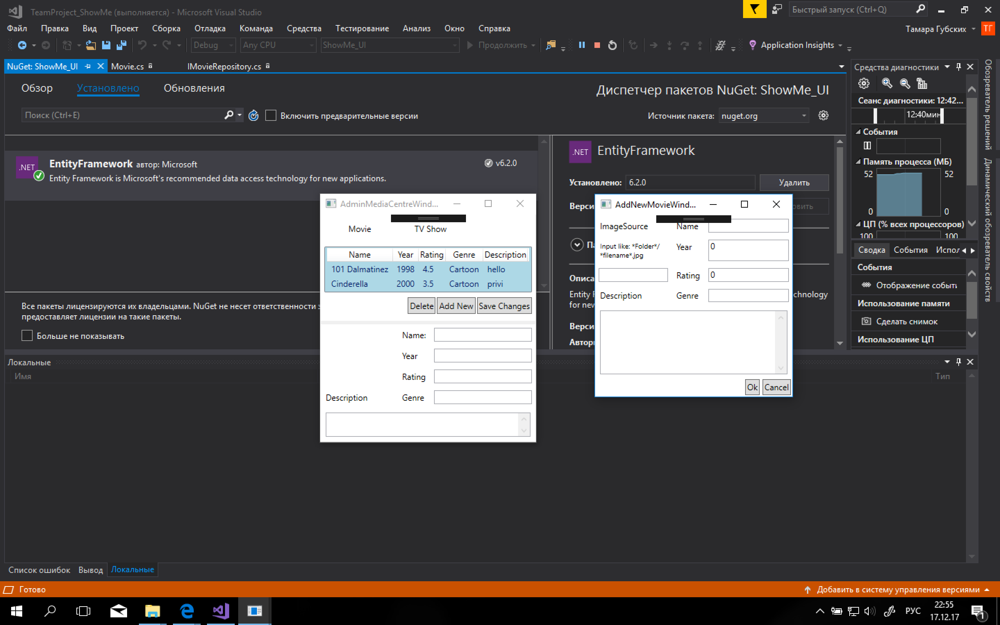 TeamProject_ShowMe (выполняется) - Microsoft Visual Studio
Быстрый запуск (Ctrl+Q)
Файл Правка Вид Проект Сборка Отладка Команда Средства Тестирование Анализ Окно Справка
Тамара Губских ТГ
Debug Any CPU ShowMe_UI Продолжить Application Insights
NuGet: ShowMe_UI Movie.cs IMovieRepository.cs
Обзор Установлено Обновления
Диспетчер пакетов NuGet: ShowMe_UI
Поиск (Ctrl+E) Включить предварительные версии
Источник пакета: nuget.org
.NET EntityFramework автор: Microsoft v6.2.0
Entity Framework is Microsoft's recommended data access technology for new applications.
.NET EntityFramework
Установлено: 6.2.0 Удалить
Верси овить
Описа
Entity F chnology
for new
Верси
Автор
Все пакеты лицензируются их владельцами. NuGet не несет ответственности з
предоставляет лицензии на такие пакеты.
Больше не показывать
AdminMediaCentreWind...
Movie TV Show
Name Year Rating Genre Description
101 Dalmatinez 1998 4.5 Cartoon hello
Cinderella 2000 3.5 Cartoon privi
Delete Add New Save Changes
Name:
Year
Rating
Description Genre
AddNewMovieWind...
ImageSource Name
Input like: *Folder*/
*filename*.jpg
Year 0
Rating 0
Description Genre
Ok Cancel
Средства диагностики
Сеанс диагностики: 12:42...
12:40мин
События
Память процесса (МБ)
52 52
0 0
ЦП (% всех процессоров)
100 100
Сводка События Испол
События
Отображение событи
Использование памяти
Сделать снимок
Использование ЦП
Обозреватель решений
Динамический обозреватель свойств
Локальные
Имя Тип
Список ошибок Вывод Локальные
Готово
Добавить в систему управления версиями
РУС
22:55
17.12.17
1